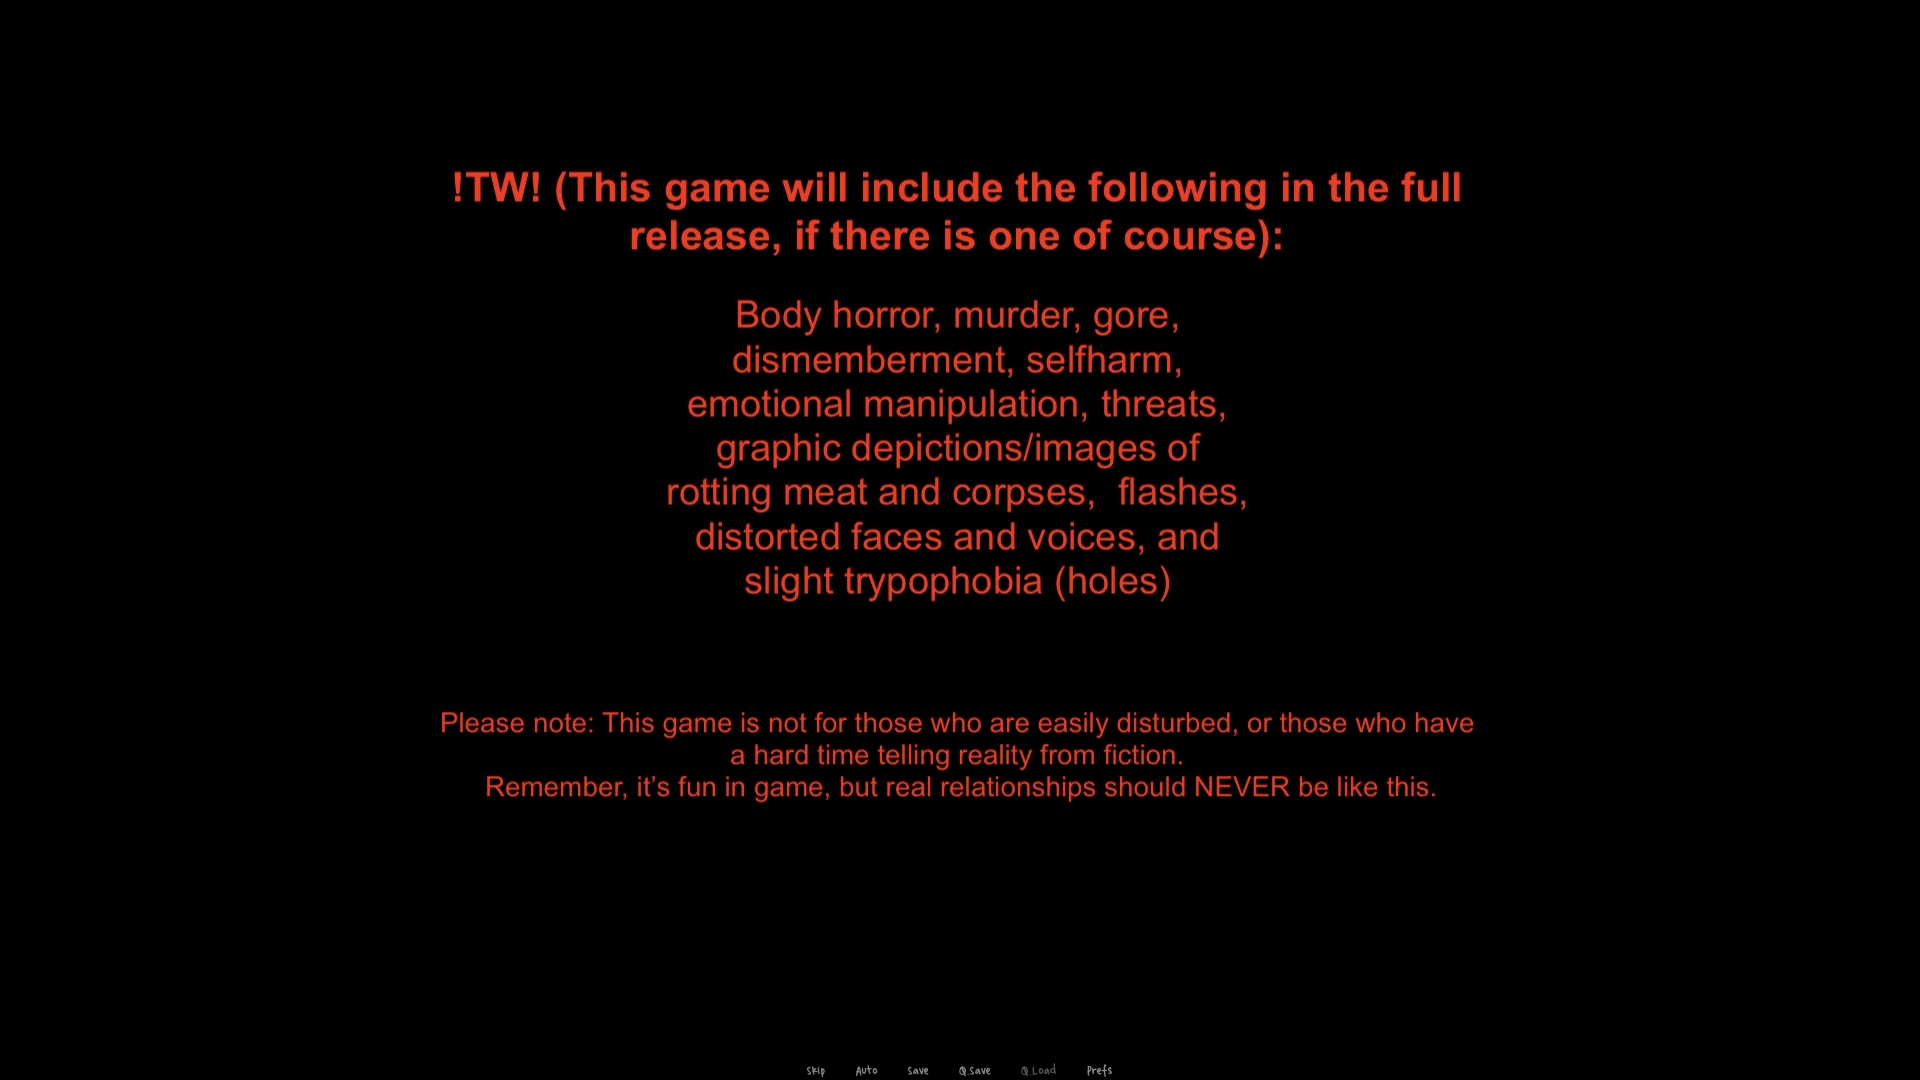 !TW! (This game will include the following in the full
release, if there is one of course):
Body horror, murder, gore,
dismemberment, selfharm,
emotional manipulation, threats,
graphic depictions/images of
rotting meat and corpses,  flashes,
distorted faces and voices, and
slight trypophobia (holes)
Please note: This game is not for those who are easily disturbed, or those who have
a hard time telling reality from fiction.
Remember, it’s fun in game, but real relationships should NEVER be like this.
Skip Auto Save Q.Save Q.Load Prefs